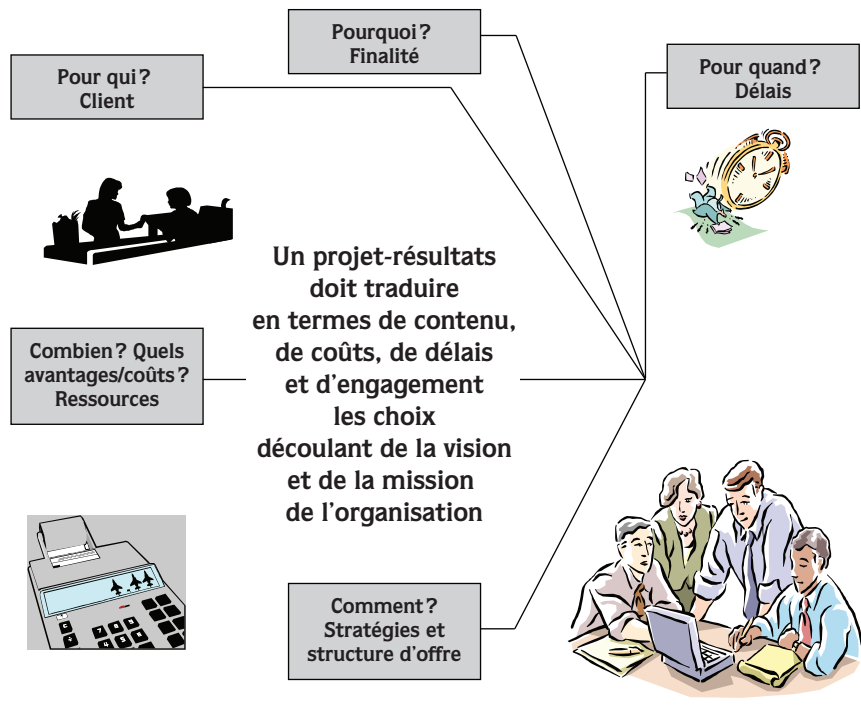 Pourquoi ?
Finalité
Pour qui ?
Client
Pour quand ?
Délais
Un projet-résultats
doit traduire
en termes de contenu,
de coûts, de délais
et d'engagement
les choix
découlant de la vision
et de la mission
de l'organisation
Combien ? Quels
avantages/coûts ?
Ressources
Comment ?
Stratégies et
structure d'offre